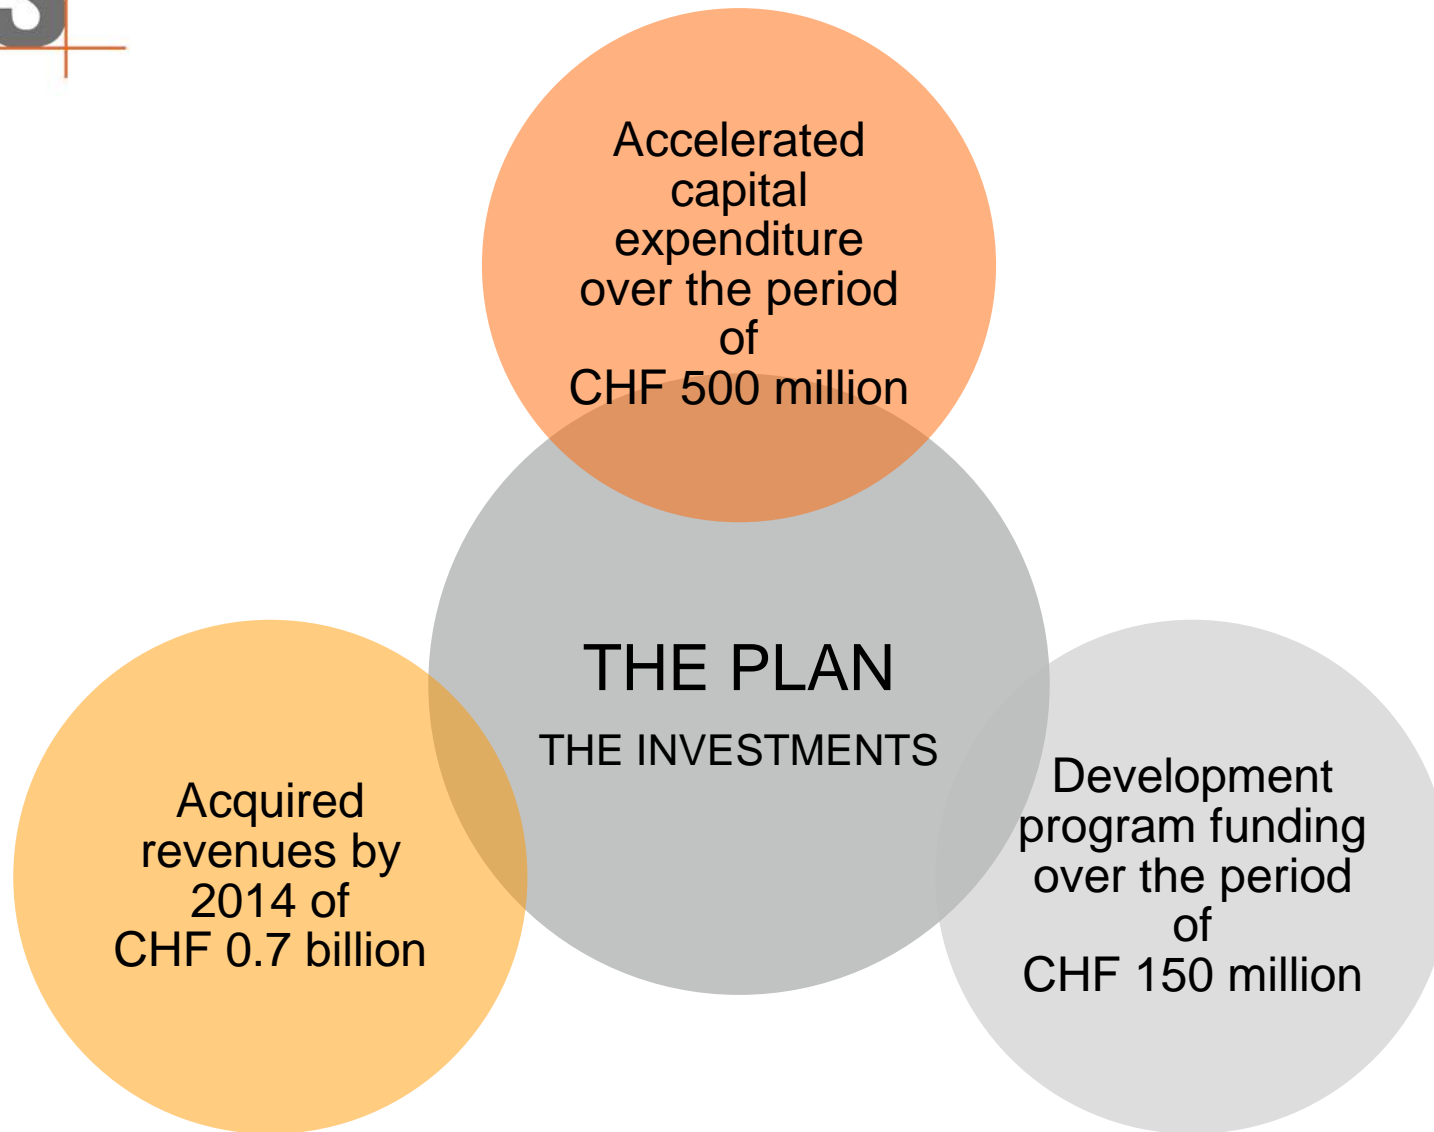 Accelerated
capital
expenditure
over the period
of
CHF 500 million
THE PLAN
THE INVESTMENTS
Acquired
revenues by
2014 of
CHF 0.7 billion
Development
program funding
over the period
of
CHF 150 million